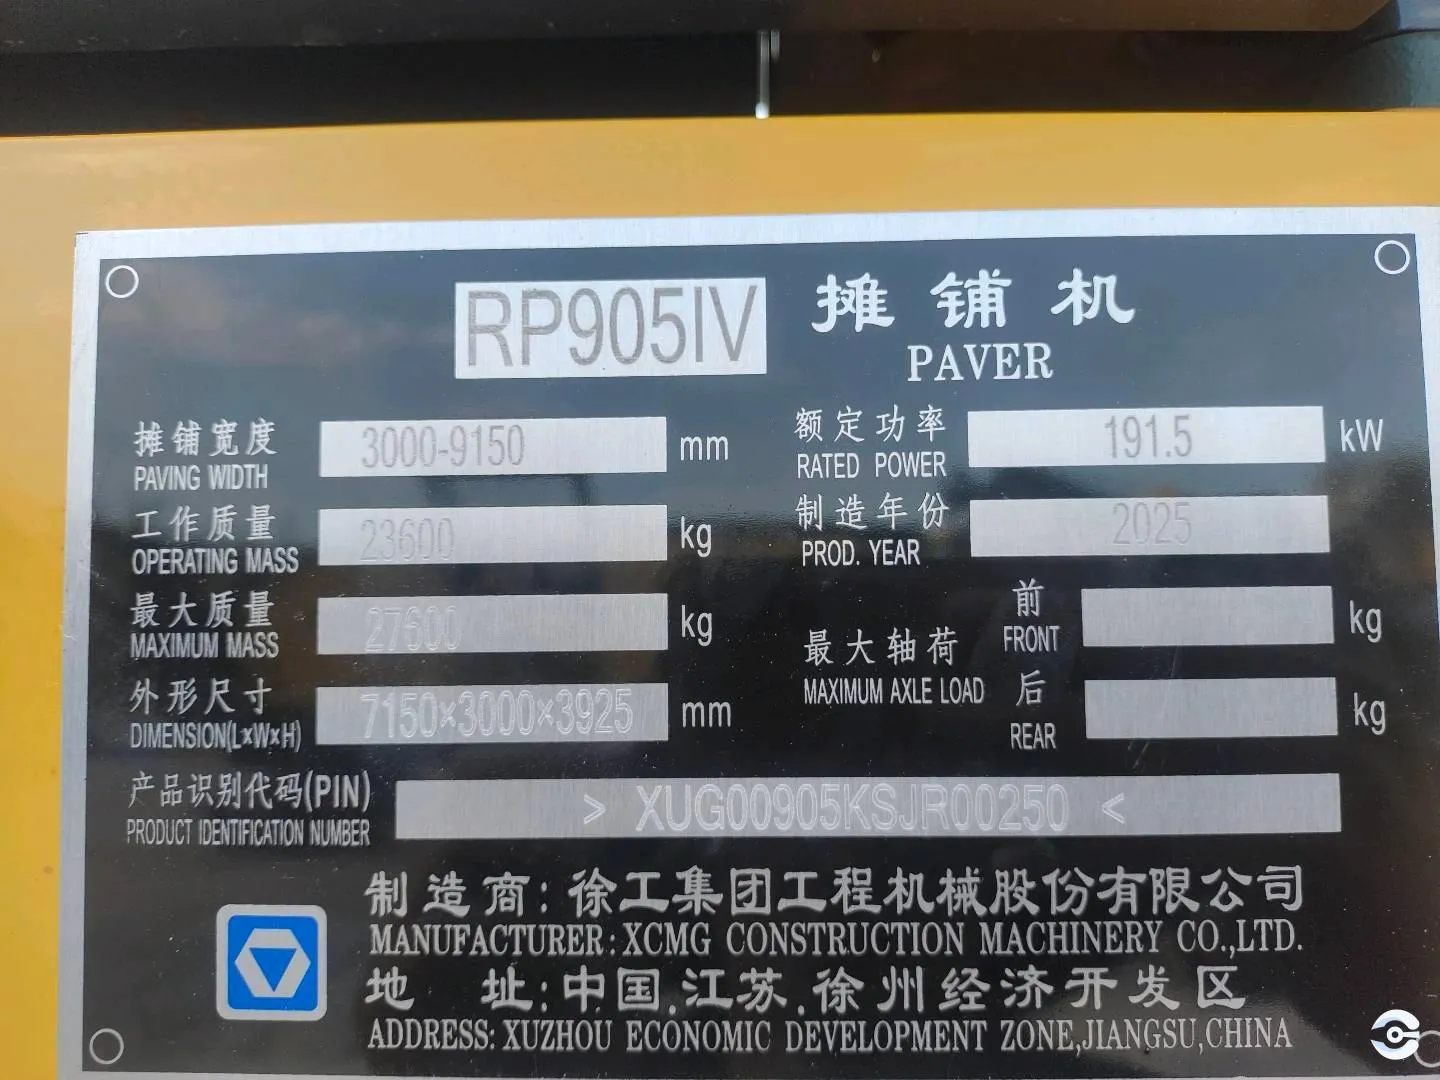 RP905IV 摊铺机
PAVER
摊铺宽度 3000-9150 mm
PAVING WIDTH
额定功率 191.5 kW
RATED POWER
工作质量 23600 kg
OPERATING MASS
制造年份 2025
PROD. YEAR
最大质量 27600 kg
MAXIMUM MASS
最大轴荷
MAXIMUM AXLE LOAD
前 kg
FRONT
后 kg
REAR
外形尺寸 7150×3000×3925 mm
DIMENSION(L×W×H)
产品识别代码(PIN) > XUG00905KSJR00250 <
PRODUCT IDENTIFICATION NUMBER
制造商:徐工集团工程机械股份有限公司
MANUFACTURER:XCMG CONSTRUCTION MACHINERY CO.,LTD.
地 址:中国.江苏.徐州经济开发区
ADDRESS: XUZHOU ECONOMIC DEVELOPMENT ZONE,JIANGSU,CHINA